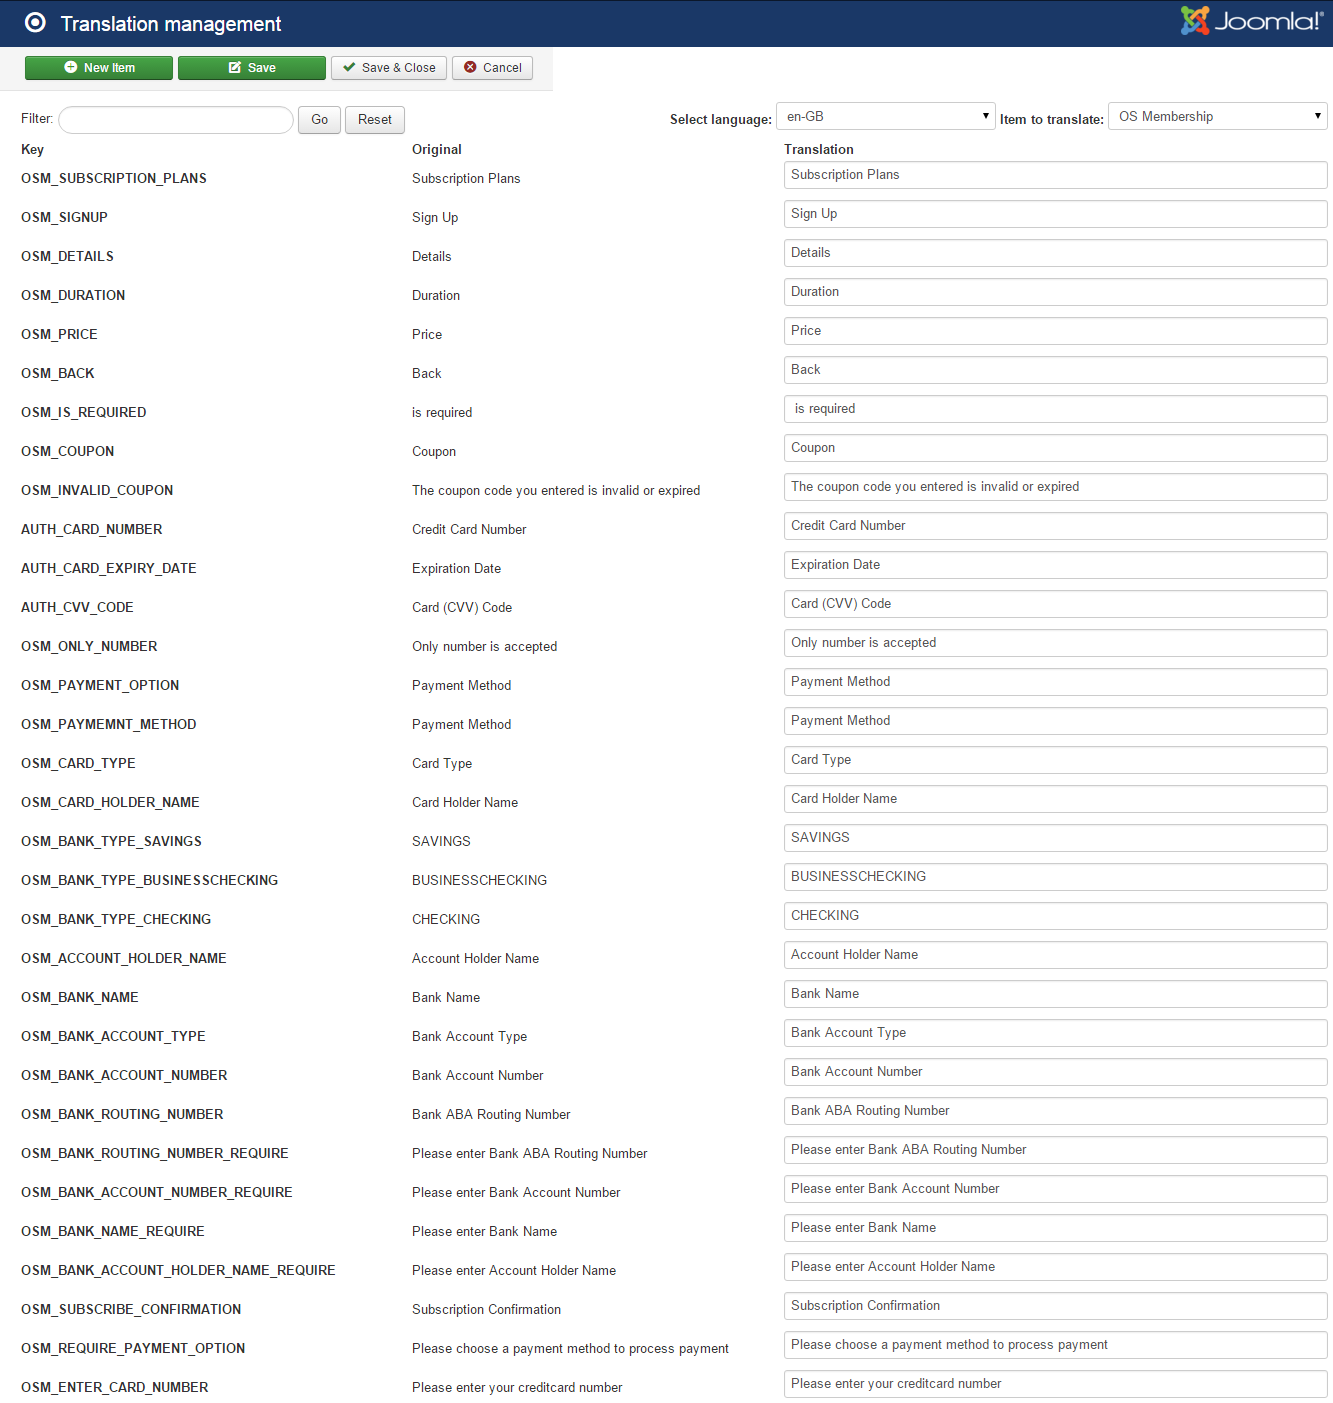 Translation management
Joomla!®
New Item Save Save & Close Cancel
Filter: Go Reset Select language: en-GB Item to translate: OS Membership
Key Original Translation
OSM_SUBSCRIPTION_PLANS Subscription Plans Subscription Plans
OSM_SIGNUP Sign Up Sign Up
OSM_DETAILS Details Details
OSM_DURATION Duration Duration
OSM_PRICE Price Price
OSM_BACK Back Back
OSM_IS_REQUIRED is required is required
OSM_COUPON Coupon Coupon
OSM_INVALID_COUPON The coupon code you entered is invalid or expired The coupon code you entered is invalid or expired
AUTH_CARD_NUMBER Credit Card Number Credit Card Number
AUTH_CARD_EXPIRY_DATE Expiration Date Expiration Date
AUTH_CVV_CODE Card (CVV) Code Card (CVV) Code
OSM_ONLY_NUMBER Only number is accepted Only number is accepted
OSM_PAYMENT_OPTION Payment Method Payment Method
OSM_PAYMEMNT_METHOD Payment Method Payment Method
OSM_CARD_TYPE Card Type Card Type
OSM_CARD_HOLDER_NAME Card Holder Name Card Holder Name
OSM_BANK_TYPE_SAVINGS SAVINGS SAVINGS
OSM_BANK_TYPE_BUSINESSCHECKING BUSINESSCHECKING BUSINESSCHECKING
OSM_BANK_TYPE_CHECKING CHECKING CHECKING
OSM_ACCOUNT_HOLDER_NAME Account Holder Name Account Holder Name
OSM_BANK_NAME Bank Name Bank Name
OSM_BANK_ACCOUNT_TYPE Bank Account Type Bank Account Type
OSM_BANK_ACCOUNT_NUMBER Bank Account Number Bank Account Number
OSM_BANK_ROUTING_NUMBER Bank ABA Routing Number Bank ABA Routing Number
OSM_BANK_ROUTING_NUMBER_REQUIRE Please enter Bank ABA Routing Number Please enter Bank ABA Routing Number
OSM_BANK_ACCOUNT_NUMBER_REQUIRE Please enter Bank Account Number Please enter Bank Account Number
OSM_BANK_NAME_REQUIRE Please enter Bank Name Please enter Bank Name
OSM_BANK_ACCOUNT_HOLDER_NAME_REQUIRE Please enter Account Holder Name Please enter Account Holder Name
OSM_SUBSCRIBE_CONFIRMATION Subscription Confirmation Subscription Confirmation
OSM_REQUIRE_PAYMENT_OPTION Please choose a payment method to process payment Please choose a payment method to process payment
OSM_ENTER_CARD_NUMBER Please enter your creditcard number Please enter your creditcard number